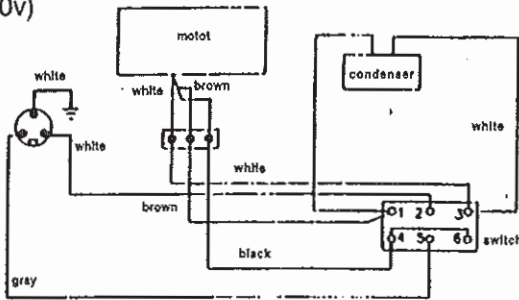 0v)
motot
condenser
white
white brown
white
white
white
brown
1 2 3
4 5 6
switch
black
gray